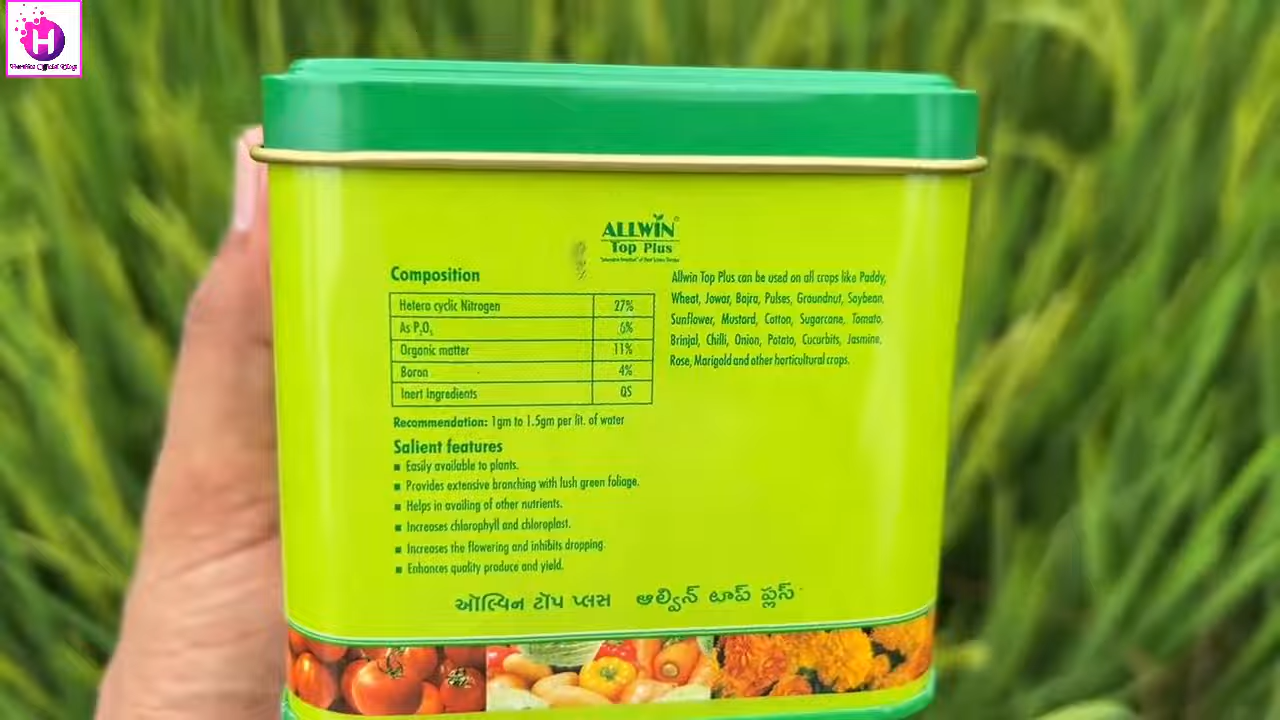 H
ALLWIN
Top Plus
Composition
Hetero cyclic Nitrogen 27%
As P₂O₅ 6%
Organic matter 11%
Boron 4%
Inert Ingredients QS
Recommendation: 1gm to 1.5gm per lit. of water
Salient features
▪ Easily available to plants.
▪ Provides extensive branching with lush green foliage.
▪ Helps in availing of other nutrients.
▪ Increases chlorophyll and chloroplast.
▪ Increases the flowering and inhibits dropping.
▪ Enhances quality produce and yield.
Allwin Top Plus can be used on all crops like Paddy,
Wheat, Jowar, Bajra, Pulses, Groundnut, Soybean,
Sunflower, Mustard, Cotton, Sugarcane, Tomato,
Brinjal, Chilli, Onion, Potato, Cucurbits, Jasmine,
Rose, Marigold and other horticultural crops.
ઓલ્વિન ટૉપ પ્લસ ఆల్విన్ టాప్ ప్లస్